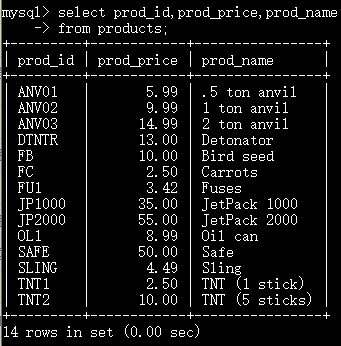 mysql> select prod_id,prod_price,prod_name
    -> from products;
+---------+------------+----------------+
| prod_id | prod_price | prod_name      |
+---------+------------+----------------+
| ANV01   |       5.99 | .5 ton anvil   |
| ANV02   |       9.99 | 1 ton anvil    |
| ANV03   |      14.99 | 2 ton anvil    |
| DTNTR   |      13.00 | Detonator      |
| FB      |      10.00 | Bird seed      |
| FC      |       2.50 | Carrots        |
| FU1     |       3.42 | Fuses          |
| JP1000  |      35.00 | JetPack 1000   |
| JP2000  |      55.00 | JetPack 2000   |
| OL1     |       8.99 | Oil can        |
| SAFE    |      50.00 | Safe           |
| SLING   |       4.49 | Sling          |
| TNT1    |       2.50 | TNT (1 stick)  |
| TNT2    |      10.00 | TNT (5 sticks) |
+---------+------------+----------------+
14 rows in set (0.00 sec)